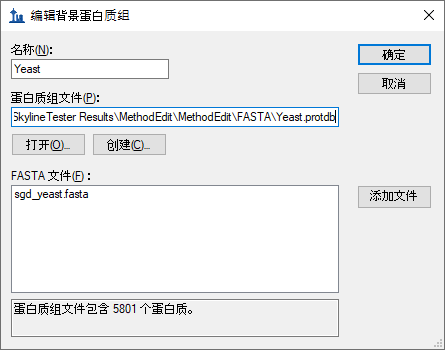 编辑背景蛋白质组
名称(N):
确定
Yeast
取消
蛋白质组文件(P):
SkylineTester Results\MethodEdit\MethodEdit\FASTA\Yeast.protdb
打开(O)...
创建(C)...
FASTA 文件(F)：
sgd_yeast.fasta
添加文件
蛋白质组文件包含 5801 个蛋白质。